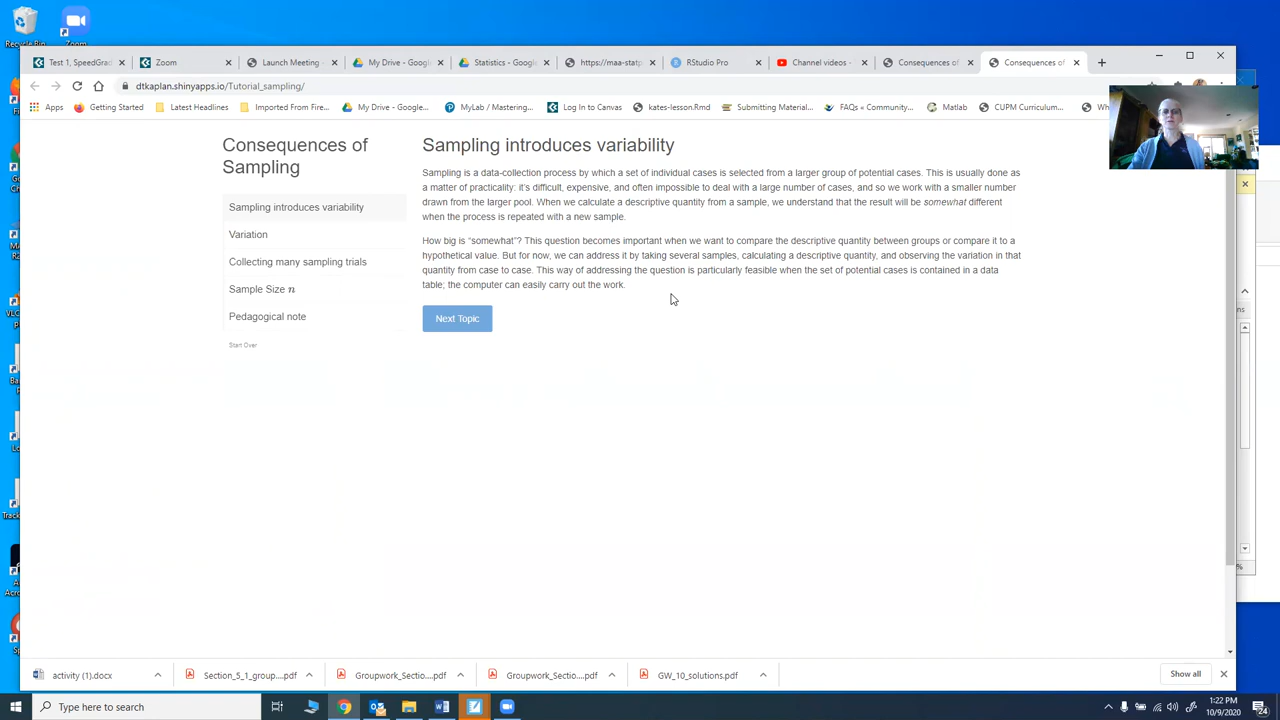 Recycle Bin
Zoom
Test 1, SpeedGrad
Zoom
Launch Meeting -
My Drive - Google
Statistics - Google
https://maa-statp
RStudio Pro
Channel videos -
Consequences of
Consequences of
dtkaplan.shinyapps.io/Tutorial_sampling/
Apps
Getting Started
Latest Headlines
Imported From Fire...
My Drive - Google...
MyLab / Mastering...
Log In to Canvas
kates-lesson.Rmd
Submitting Material...
FAQs « Community...
Matlab
CUPM Curriculum...
Consequences of
Sampling
Sampling introduces variability
Variation
Collecting many sampling trials
Sample Size n
Pedagogical note
Start Over
Sampling introduces variability
Sampling is a data-collection process by which a set of individual cases is selected from a larger group of potential cases. This is usually done as
a matter of practicality: it's difficult, expensive, and often impossible to deal with a large number of cases, and so we work with a smaller number
drawn from the larger pool. When we calculate a descriptive quantity from a sample, we understand that the result will be somewhat different
when the process is repeated with a new sample.
How big is "somewhat"? This question becomes important when we want to compare the descriptive quantity between groups or compare it to a
hypothetical value. But for now, we can address it by taking several samples, calculating a descriptive quantity, and observing the variation in that
quantity from case to case. This way of addressing the question is particularly feasible when the set of potential cases is contained in a data
table; the computer can easily carry out the work.
Next Topic
activity (1).docx
Section_5_1_group....pdf
Groupwork_Sectio....pdf
Groupwork_Sectio....pdf
GW_10_solutions.pdf
Show all
Type here to search
1:22 PM
10/9/2020
24